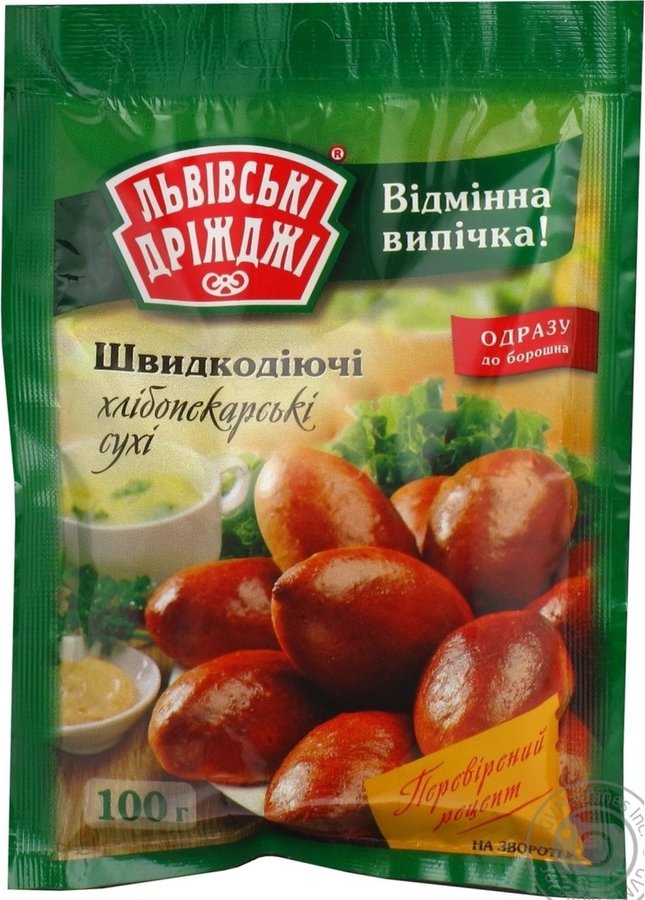 ЛЬВІВСЬКІ
ДРІЖДЖІ
®
Відмінна
випічка!
ОДРАЗУ
до борошна
Швидкодіючі
хлібопекарські
сухі
100 г
Перевірений
рецепт
НА ЗВОРОТІ